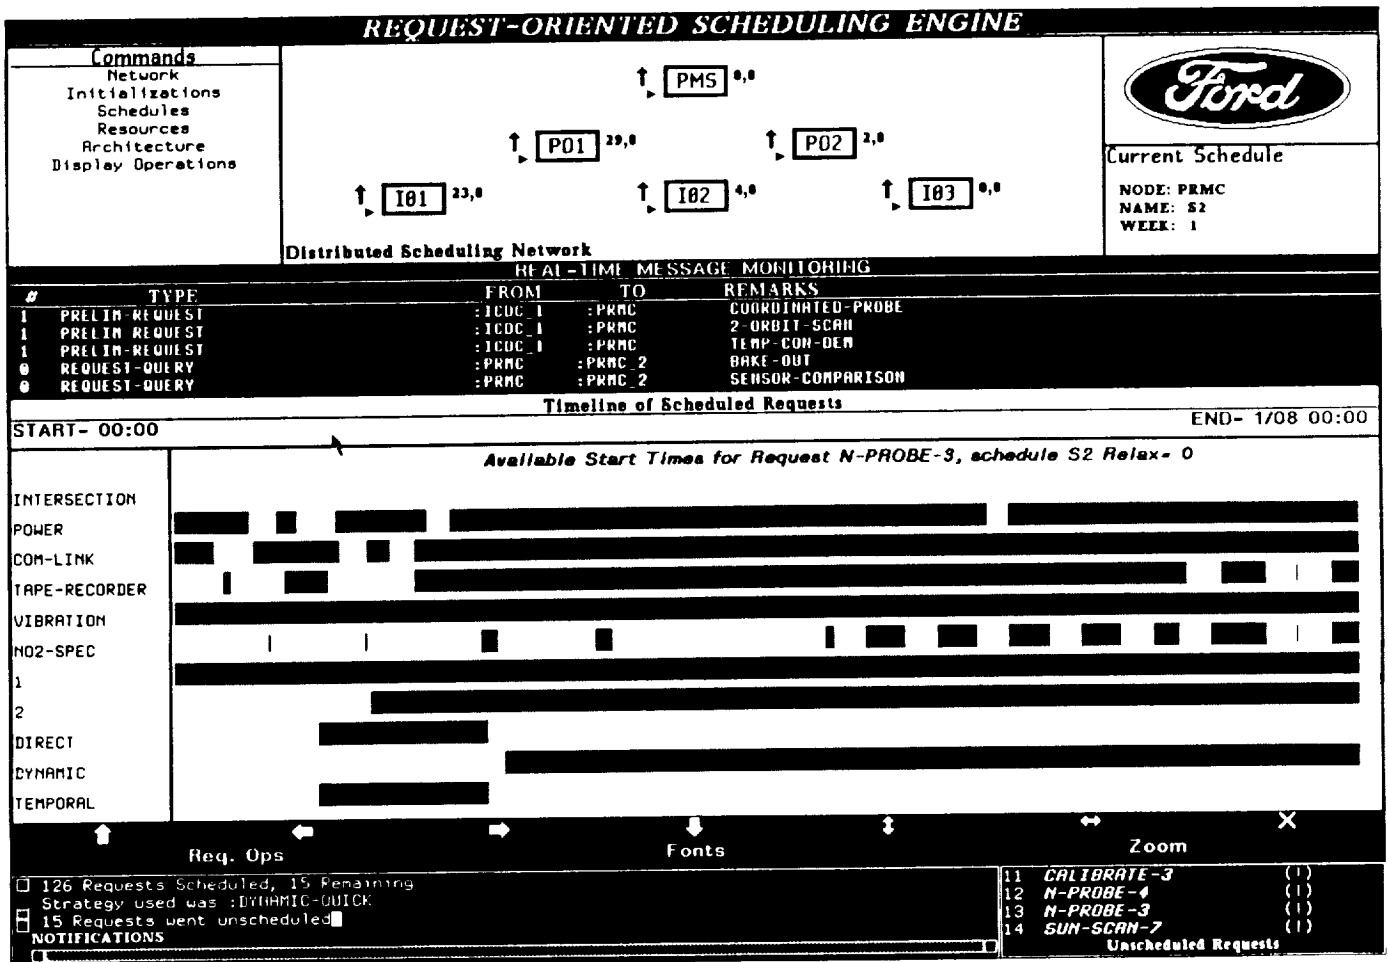 REQUEST-ORIENTED SCHEDULING ENGINE
Commands
Network
Initializations
Schedules
Resources
Architecture
Display Operations
PMS 0,0
P01 29,0
P02 2,0
I01 23,0
I02 4,0
I03 0,0
Distributed Scheduling Network
Ford
Current Schedule
NODE: PRMC
NAME: S2
WEEK: 1
REAL-TIME MESSAGE MONITORING
# TYPE FROM TO REMARKS
1 PRELIM-REQUEST :ICDC_1 :PRMC COORDINATED-PROBE
1 PRELIM REQUEST :ICDC_1 :PRMC 2-ORBIT-SCAN
1 PRELIM-REQUEST :ICDC_1 :PRMC TEMP-CON-DEM
0 REQUEST-QUERY :PRMC :PRMC_2 BAKE-OUT
0 REQUEST-QUERY :PRMC :PRMC_2 SENSOR-COMPARISON
Timeline of Scheduled Requests
START- 00:00
END- 1/08 00:00
Available Start Times for Request N-PROBE-3, schedule S2 Relax= 0
INTERSECTION
POWER
COM-LINK
TAPE-RECORDER
VIBRATION
NO2-SPEC
1
2
DIRECT
DYNAMIC
TEMPORAL
Req. Ops
Fonts
Zoom
126 Requests Scheduled, 15 Remaining
Strategy used was :DYNAMIC-QUICK
15 Requests went unscheduled
NOTIFICATIONS
11 CALIBRATE-3 (1)
12 N-PROBE-4 (1)
13 N-PROBE-3 (1)
14 SUN-SCAN-7 (1)
Unscheduled Requests